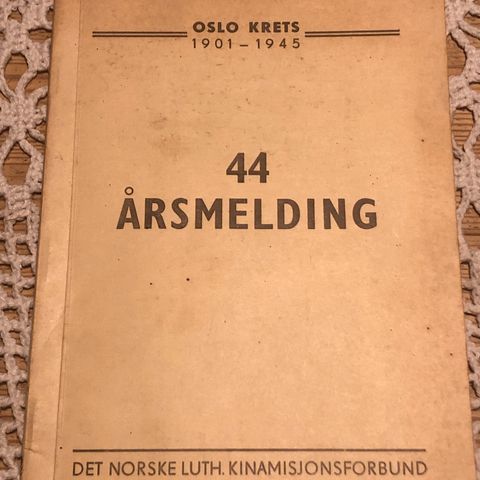 OSLO KRETS
1901-1945
44
ÅRSMELDING
DET NORSKE LUTH. KINAMISJONSFORBUND